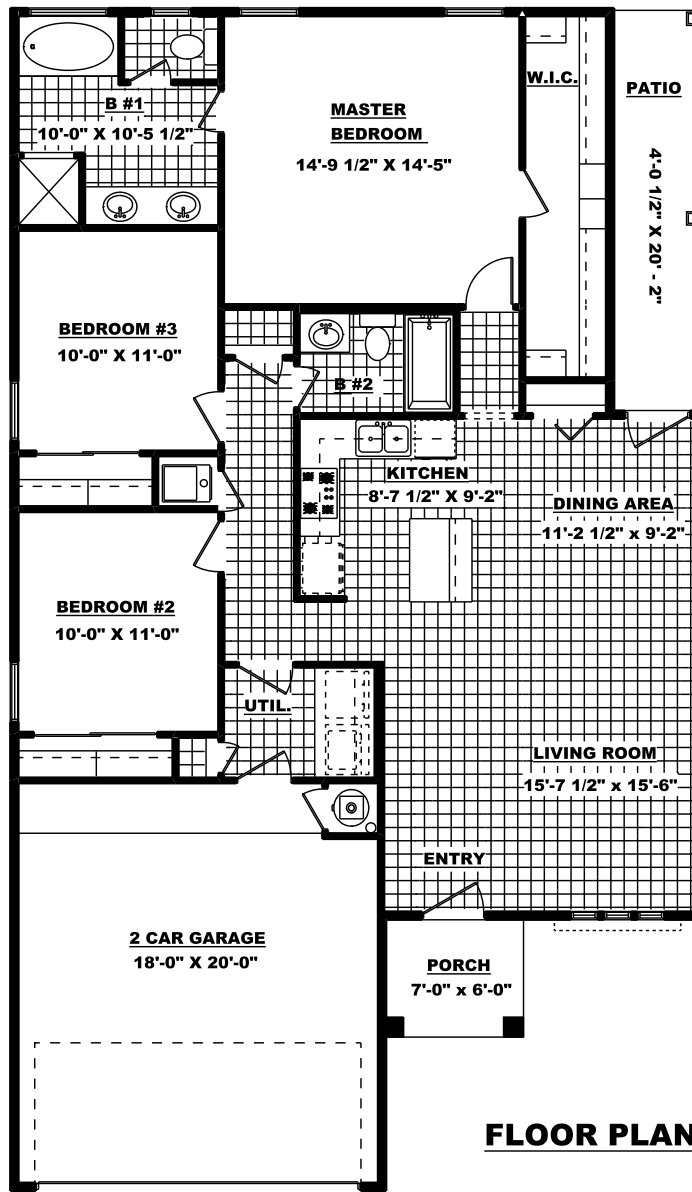 B #1
10'-0" X 10'-5 1/2"
MASTER
BEDROOM
14'-9 1/2" X 14'-5"
W.I.C.
PATIO
4'-0 1/2" X 20' - 2"
BEDROOM #3
10'-0" X 11'-0"
B #2
KITCHEN
8'-7 1/2" X 9'-2"
DINING AREA
11'-2 1/2" x 9'-2"
BEDROOM #2
10'-0" X 11'-0"
UTIL.
LIVING ROOM
15'-7 1/2" x 15'-6"
ENTRY
2 CAR GARAGE
18'-0" X 20'-0"
PORCH
7'-0" x 6'-0"
FLOOR PLAN